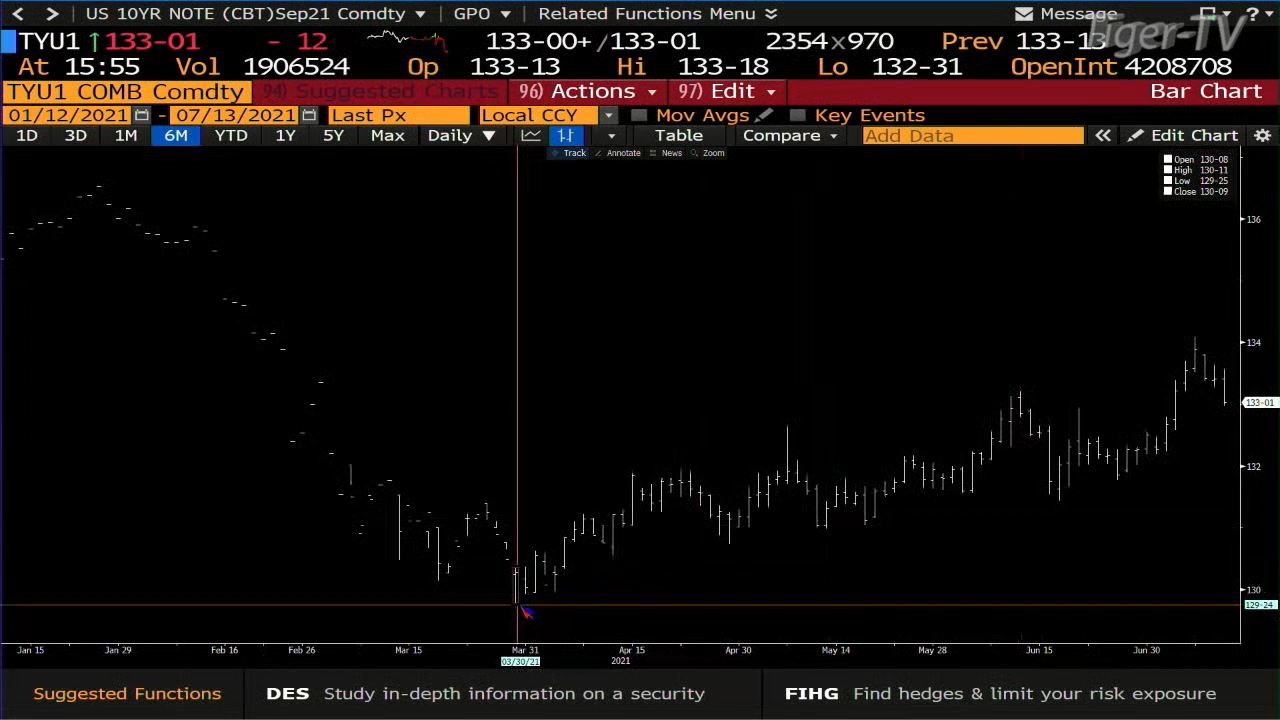 US 10YR NOTE (CBT)Sep21 Comdty GPO Related Functions Menu Message ?
TYU1 ↑133-01 - 12 133-00+/133-01 2354x970 Prev
Tiger-TV
At 15:55 Vol 1906524 Op 133-13 Hi 133-18 Lo 132-31 OpenInt 4208708
TYU1 COMB Comdty 94) Suggested Charts 96) Actions 97) Edit Bar Chart
01/12/2021 - 07/13/2021 Last Px Local CCY Mov Avgs Key Events
1D 3D 1M 6M YTD 1Y 5Y Max Daily ▼ Table Compare Add Data « Edit Chart
Track Annotate News Zoom
Open 130-08
High 130-11
Low 129-25
Close 130-09
136
134
133-01
132
130
129-24
Jan 15 Jan 29 Feb 16 Feb 26 Mar 15 Mar 31 Apr 15 Apr 30 May 14 May 28 Jun 15 Jun 30
03/30/21 2021
Suggested Functions DES Study in-depth information on a security FIHG Find hedges & limit your risk exposure